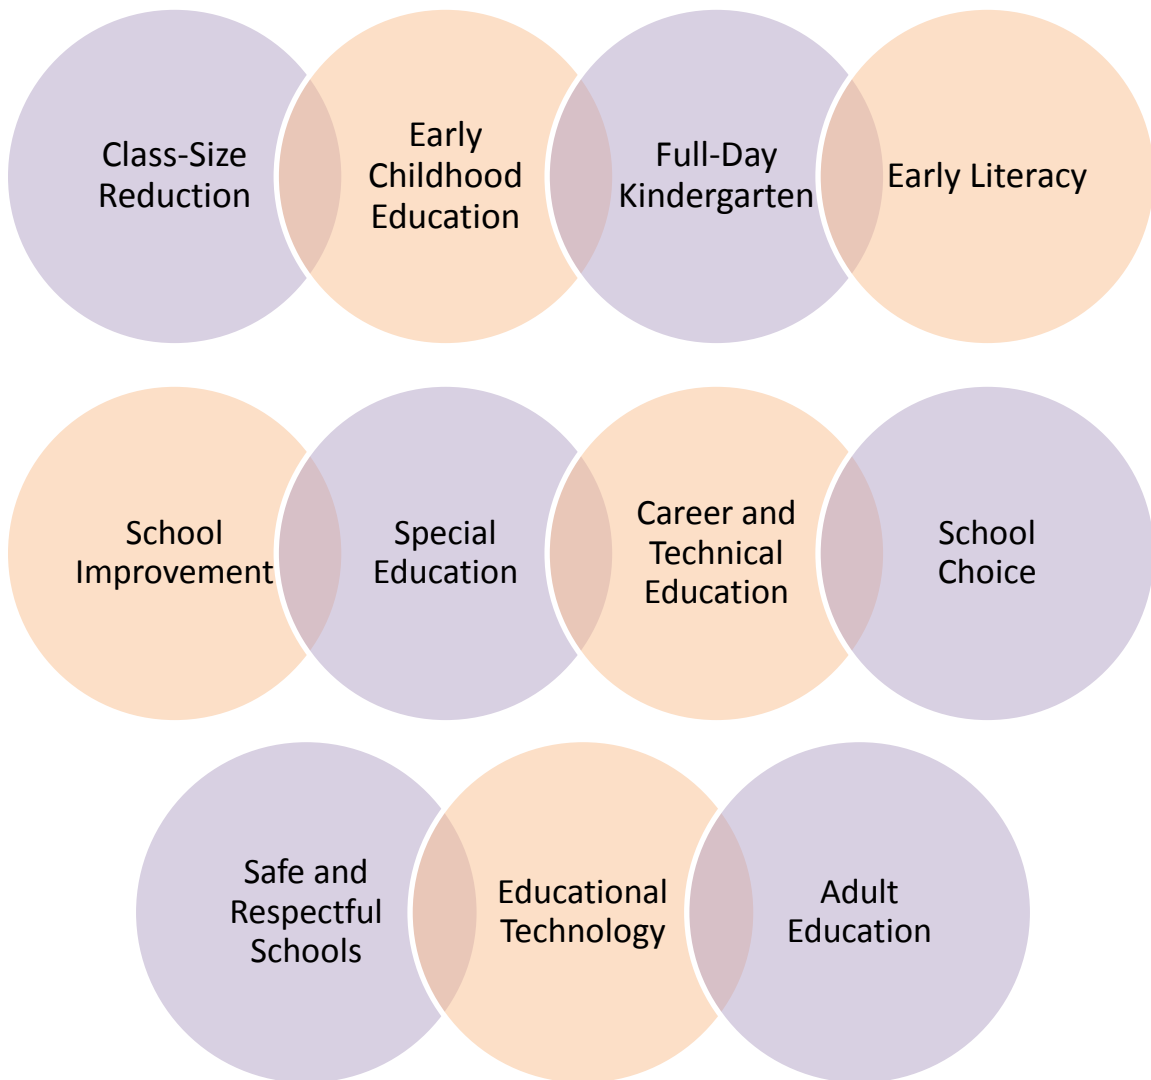 Class-Size
Reduction
Early
Childhood
Education
Full-Day
Kindergarten
Early Literacy
School
Improvement
Special
Education
Career and
Technical
Education
School
Choice
Safe and
Respectful
Schools
Educational
Technology
Adult
Education